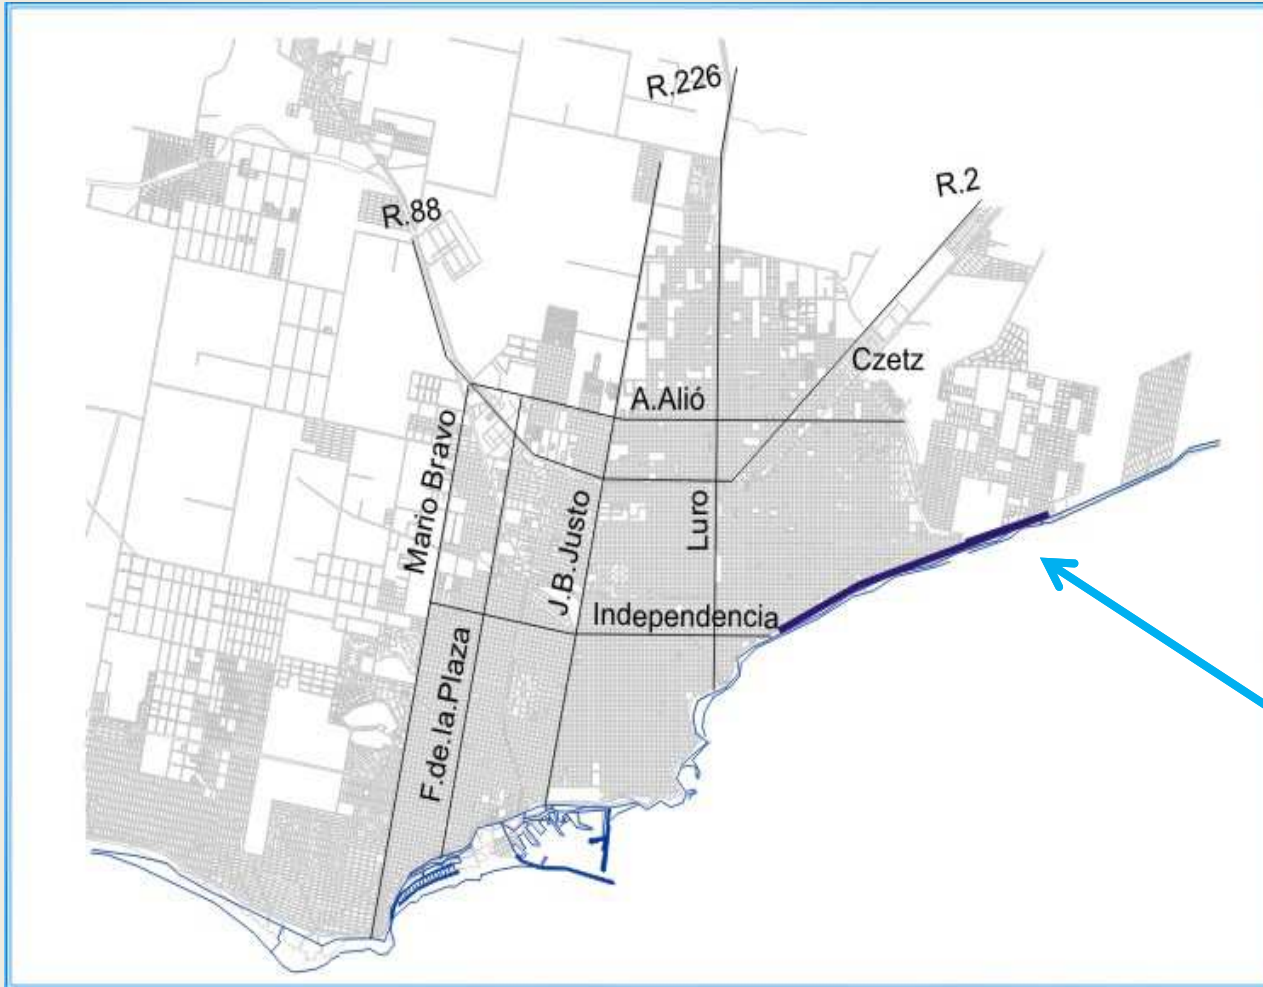 R.226
R.2
R.88
Czetz
A.Alió
Mario Bravo
J.B.Justo
Luro
Independencia
F.de.la.Plaza